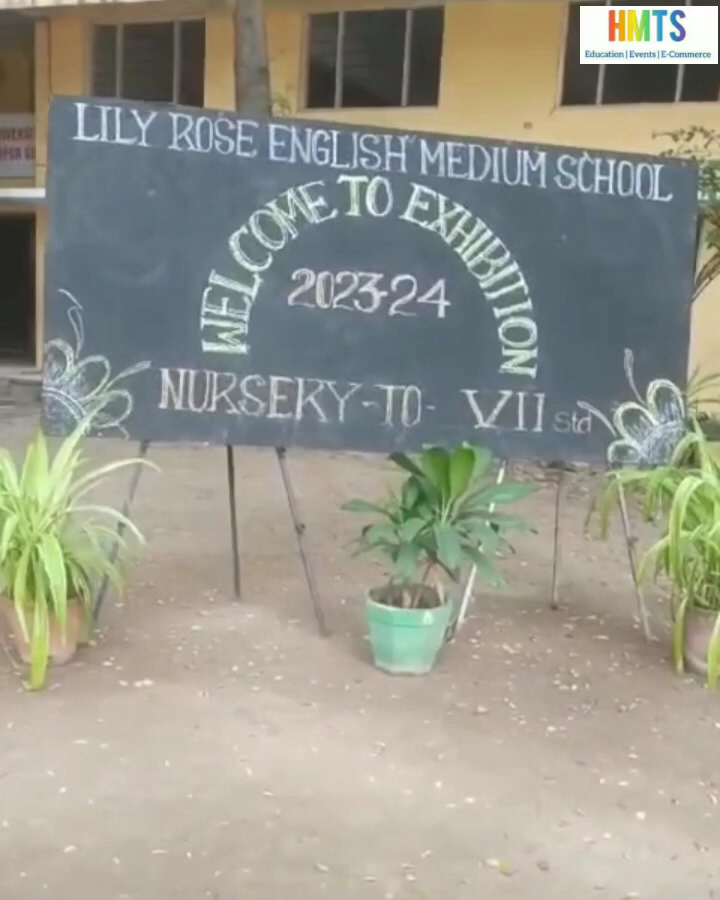 HMTS
Education | Events | E-Commerce
LILY ROSE ENGLISH MEDIUM SCHOOL
WELCOME TO EXHIBITION
2023-24
NURSERY -TO- VII std